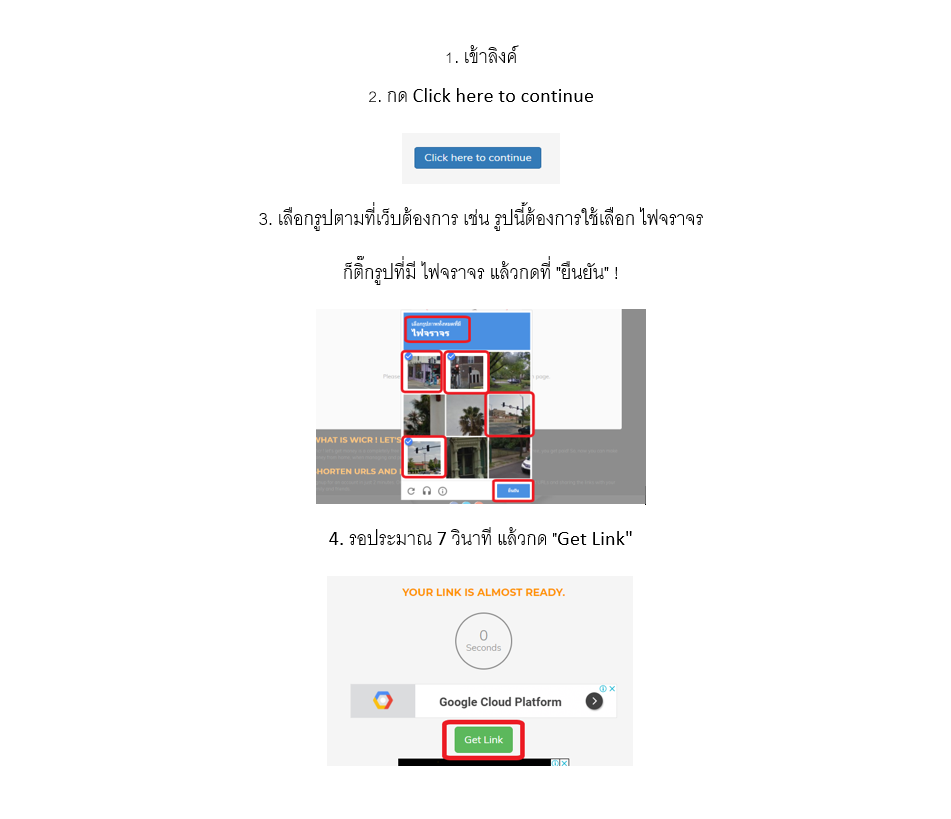 1. เข้าลิงค์
2. กด Click here to continue
Click here to continue
3. เลือกรูปตามที่เว็บต้องการ เช่น รูปนี้ต้องการใช้เลือก ไฟจราจร
ก็ติ๊กรูปที่มี ไฟจราจร แล้วกดที่ "ยืนยัน" !
เลือกรูปภาพทั้งหมดที่มี
ไฟจราจร
Please
page.
WHAT IS WICR ! LET'S
SHORTEN URLS AND
ยืนยัน
4. รอประมาณ 7 วินาที แล้วกด "Get Link"
YOUR LINK IS ALMOST READY.
0
Seconds
Google Cloud Platform
Get Link